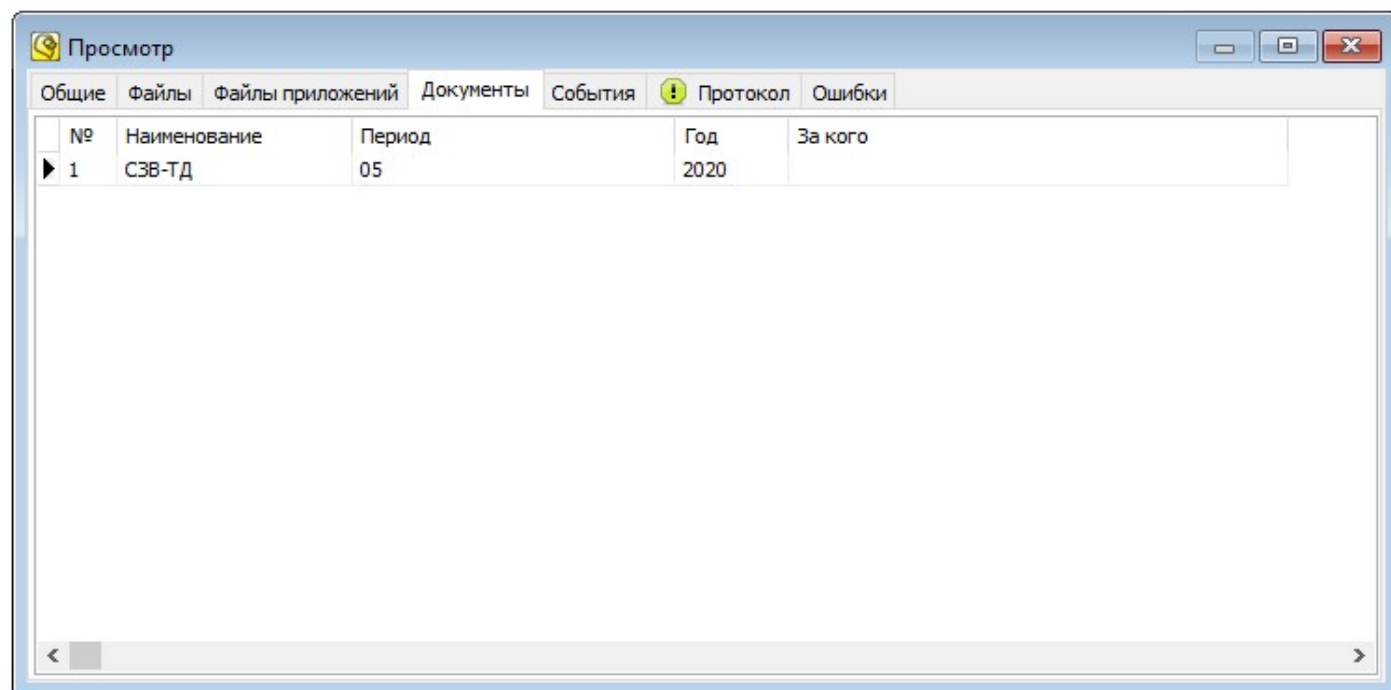 Просмотр
Общие Файлы Файлы приложений Документы События Протокол Ошибки
№ Наименование Период Год За кого
1 СЗВ-ТД 05 2020